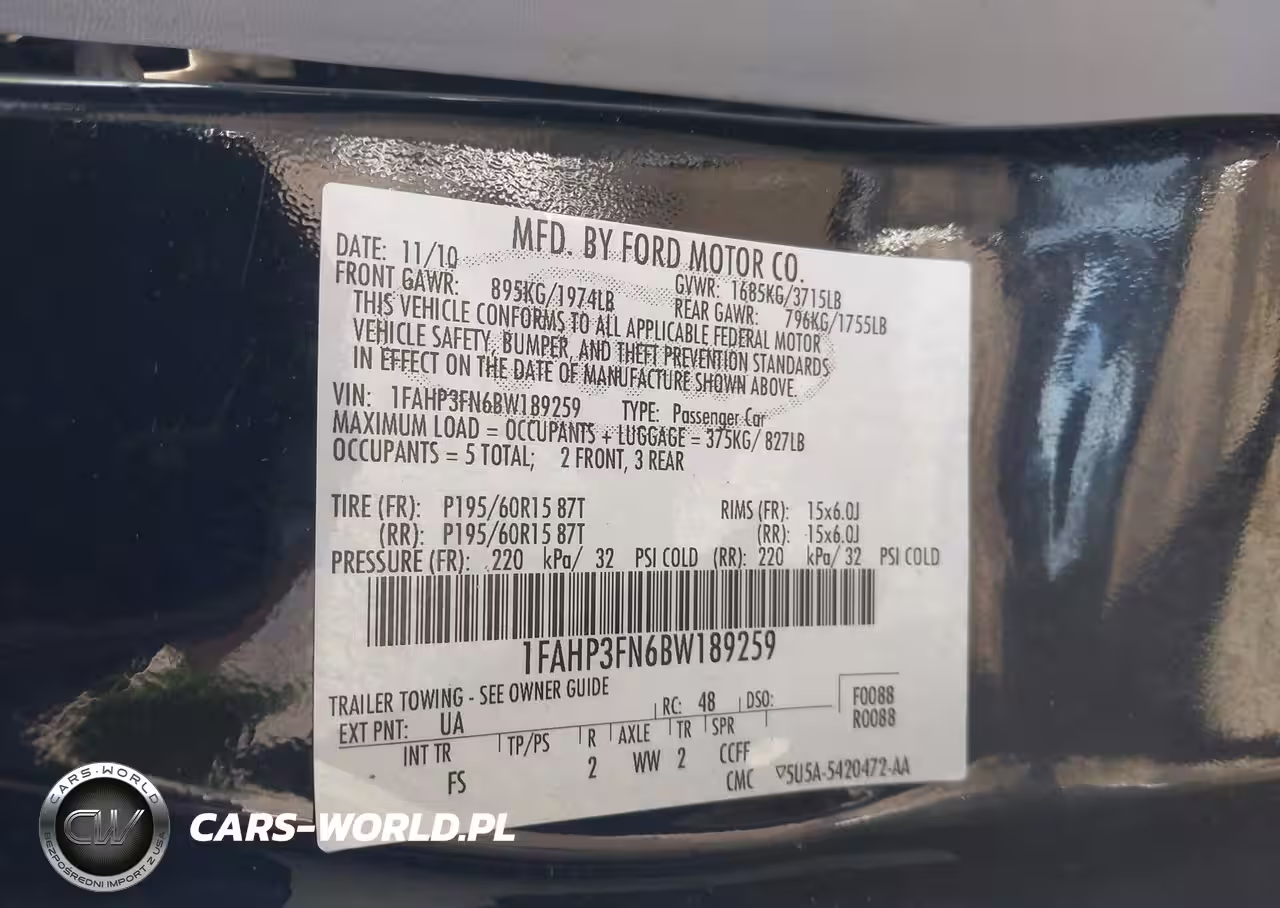 MFD. BY FORD MOTOR CO.
DATE: 11/10 GVWR: 1685KG/3715LB
FRONT GAWR: 895KG/1974LB REAR GAWR: 796KG/1755LB
THIS VEHICLE CONFORMS TO ALL APPLICABLE FEDERAL MOTOR
VEHICLE SAFETY, BUMPER, AND THEFT PREVENTION STANDARDS
IN EFFECT ON THE DATE OF MANUFACTURE SHOWN ABOVE.
VIN: 1FAHP3FN6BW189259 TYPE: Passenger Car
MAXIMUM LOAD = OCCUPANTS + LUGGAGE = 375KG/ 827LB
OCCUPANTS = 5 TOTAL; 2 FRONT, 3 REAR
TIRE (FR): P195/60R15 87T RIMS (FR): 15x6.0J
(RR): P195/60R15 87T (RR): 15x6.0J
PRESSURE (FR): 220 kPa/ 32 PSI COLD (RR): 220 kPa/ 32 PSI COLD
1FAHP3FN6BW189259
TRAILER TOWING - SEE OWNER GUIDE
EXT PNT: UA RC: 48 DSO: F0088
R0088
INT TR TP/PS R AXLE TR SPR
FS 2 WW 2 CCFF
CMC ▽5U5A-5420472-AA
CARS-WORLD
CW
BEZPOŚREDNI IMPORT Z USA
CARS-WORLD.PL